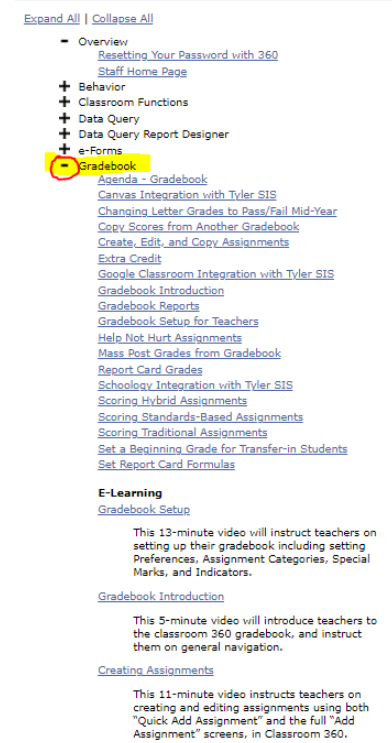 Expand All | Collapse All
- Overview
Resetting Your Password with 360
Staff Home Page
+ Behavior
+ Classroom Functions
+ Data Query
+ Data Query Report Designer
+ e-Forms
- Gradebook
Agenda - Gradebook
Canvas Integration with Tyler SIS
Changing Letter Grades to Pass/Fail Mid-Year
Copy Scores from Another Gradebook
Create, Edit, and Copy Assignments
Extra Credit
Google Classroom Integration with Tyler SIS
Gradebook Introduction
Gradebook Reports
Gradebook Setup for Teachers
Help Not Hurt Assignments
Mass Post Grades from Gradebook
Report Card Grades
Schoology Integration with Tyler SIS
Scoring Hybrid Assignments
Scoring Standards-Based Assignments
Scoring Traditional Assignments
Set a Beginning Grade for Transfer-in Students
Set Report Card Formulas
E-Learning
Gradebook Setup
This 13-minute video will instruct teachers on
setting up their gradebook including setting
Preferences, Assignment Categories, Special
Marks, and Indicators.
Gradebook Introduction
This 5-minute video will introduce teachers to
the classroom 360 gradebook, and instruct
them on general navigation.
Creating Assignments
This 11-minute video instructs teachers on
creating and editing assignments using both
"Quick Add Assignment" and the full "Add
Assignment" screens, in Classroom 360.